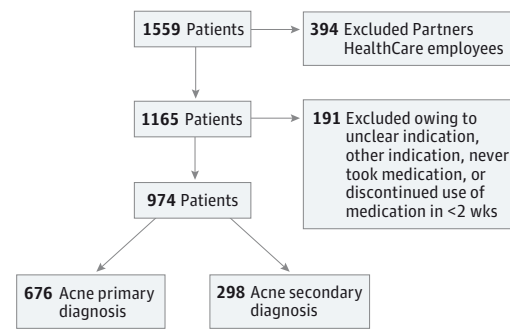 1559 Patients
394 Excluded Partners
HealthCare employees
1165 Patients
191 Excluded owing to
unclear indication,
other indication, never
took medication, or
discontinued use of
medication in <2 wks
974 Patients
676 Acne primary
diagnosis
298 Acne secondary
diagnosis